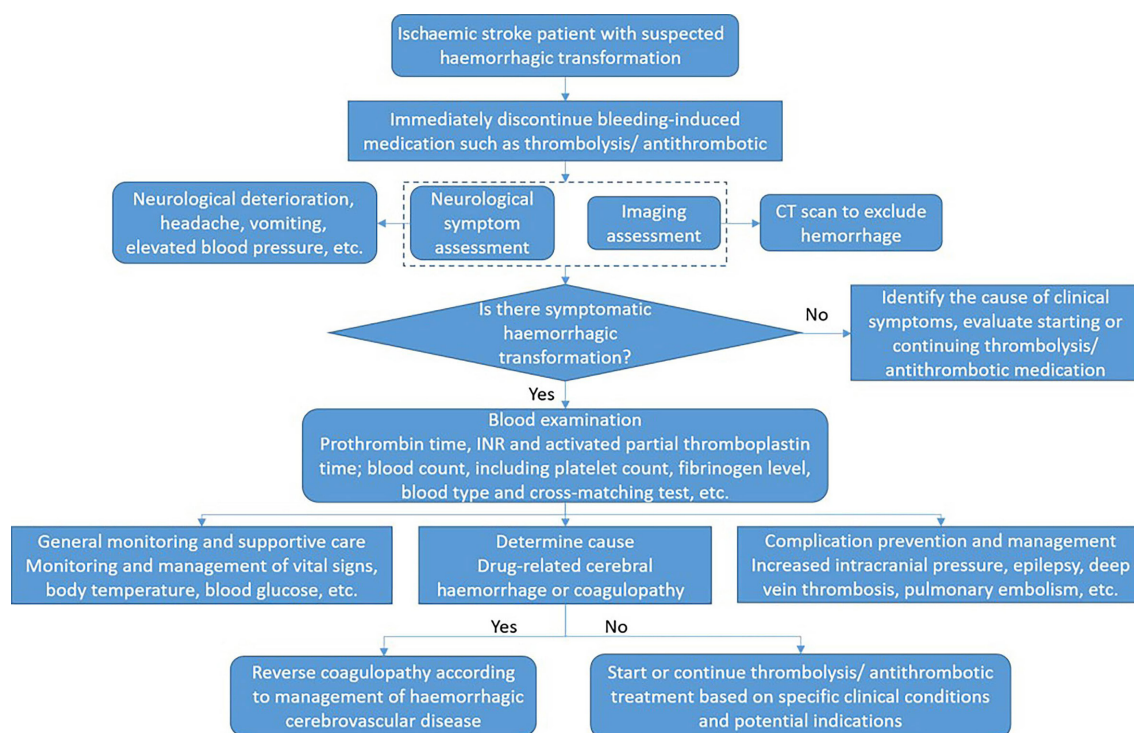 Ischaemic stroke patient with suspected
haemorrhagic transformation
Immediately discontinue bleeding-induced
medication such as thrombolysis/ antithrombotic
Neurological deterioration,
headache, vomiting,
elevated blood pressure, etc.
Neurological
symptom
assessment
Imaging
assessment
CT scan to exclude
hemorrhage
Is there symptomatic
haemorrhagic
transformation?
No
Identify the cause of clinical
symptoms, evaluate starting or
continuing thrombolysis/
antithrombotic medication
Yes
Blood examination
Prothrombin time, INR and activated partial thromboplastin
time; blood count, including platelet count, fibrinogen level,
blood type and cross-matching test, etc.
General monitoring and supportive care
Monitoring and management of vital signs,
body temperature, blood glucose, etc.
Determine cause
Drug-related cerebral
haemorrhage or coagulopathy
Complication prevention and management
Increased intracranial pressure, epilepsy, deep
vein thrombosis, pulmonary embolism, etc.
Yes
No
Reverse coagulopathy according
to management of haemorrhagic
cerebrovascular disease
Start or continue thrombolysis/ antithrombotic
treatment based on specific clinical conditions
and potential indications